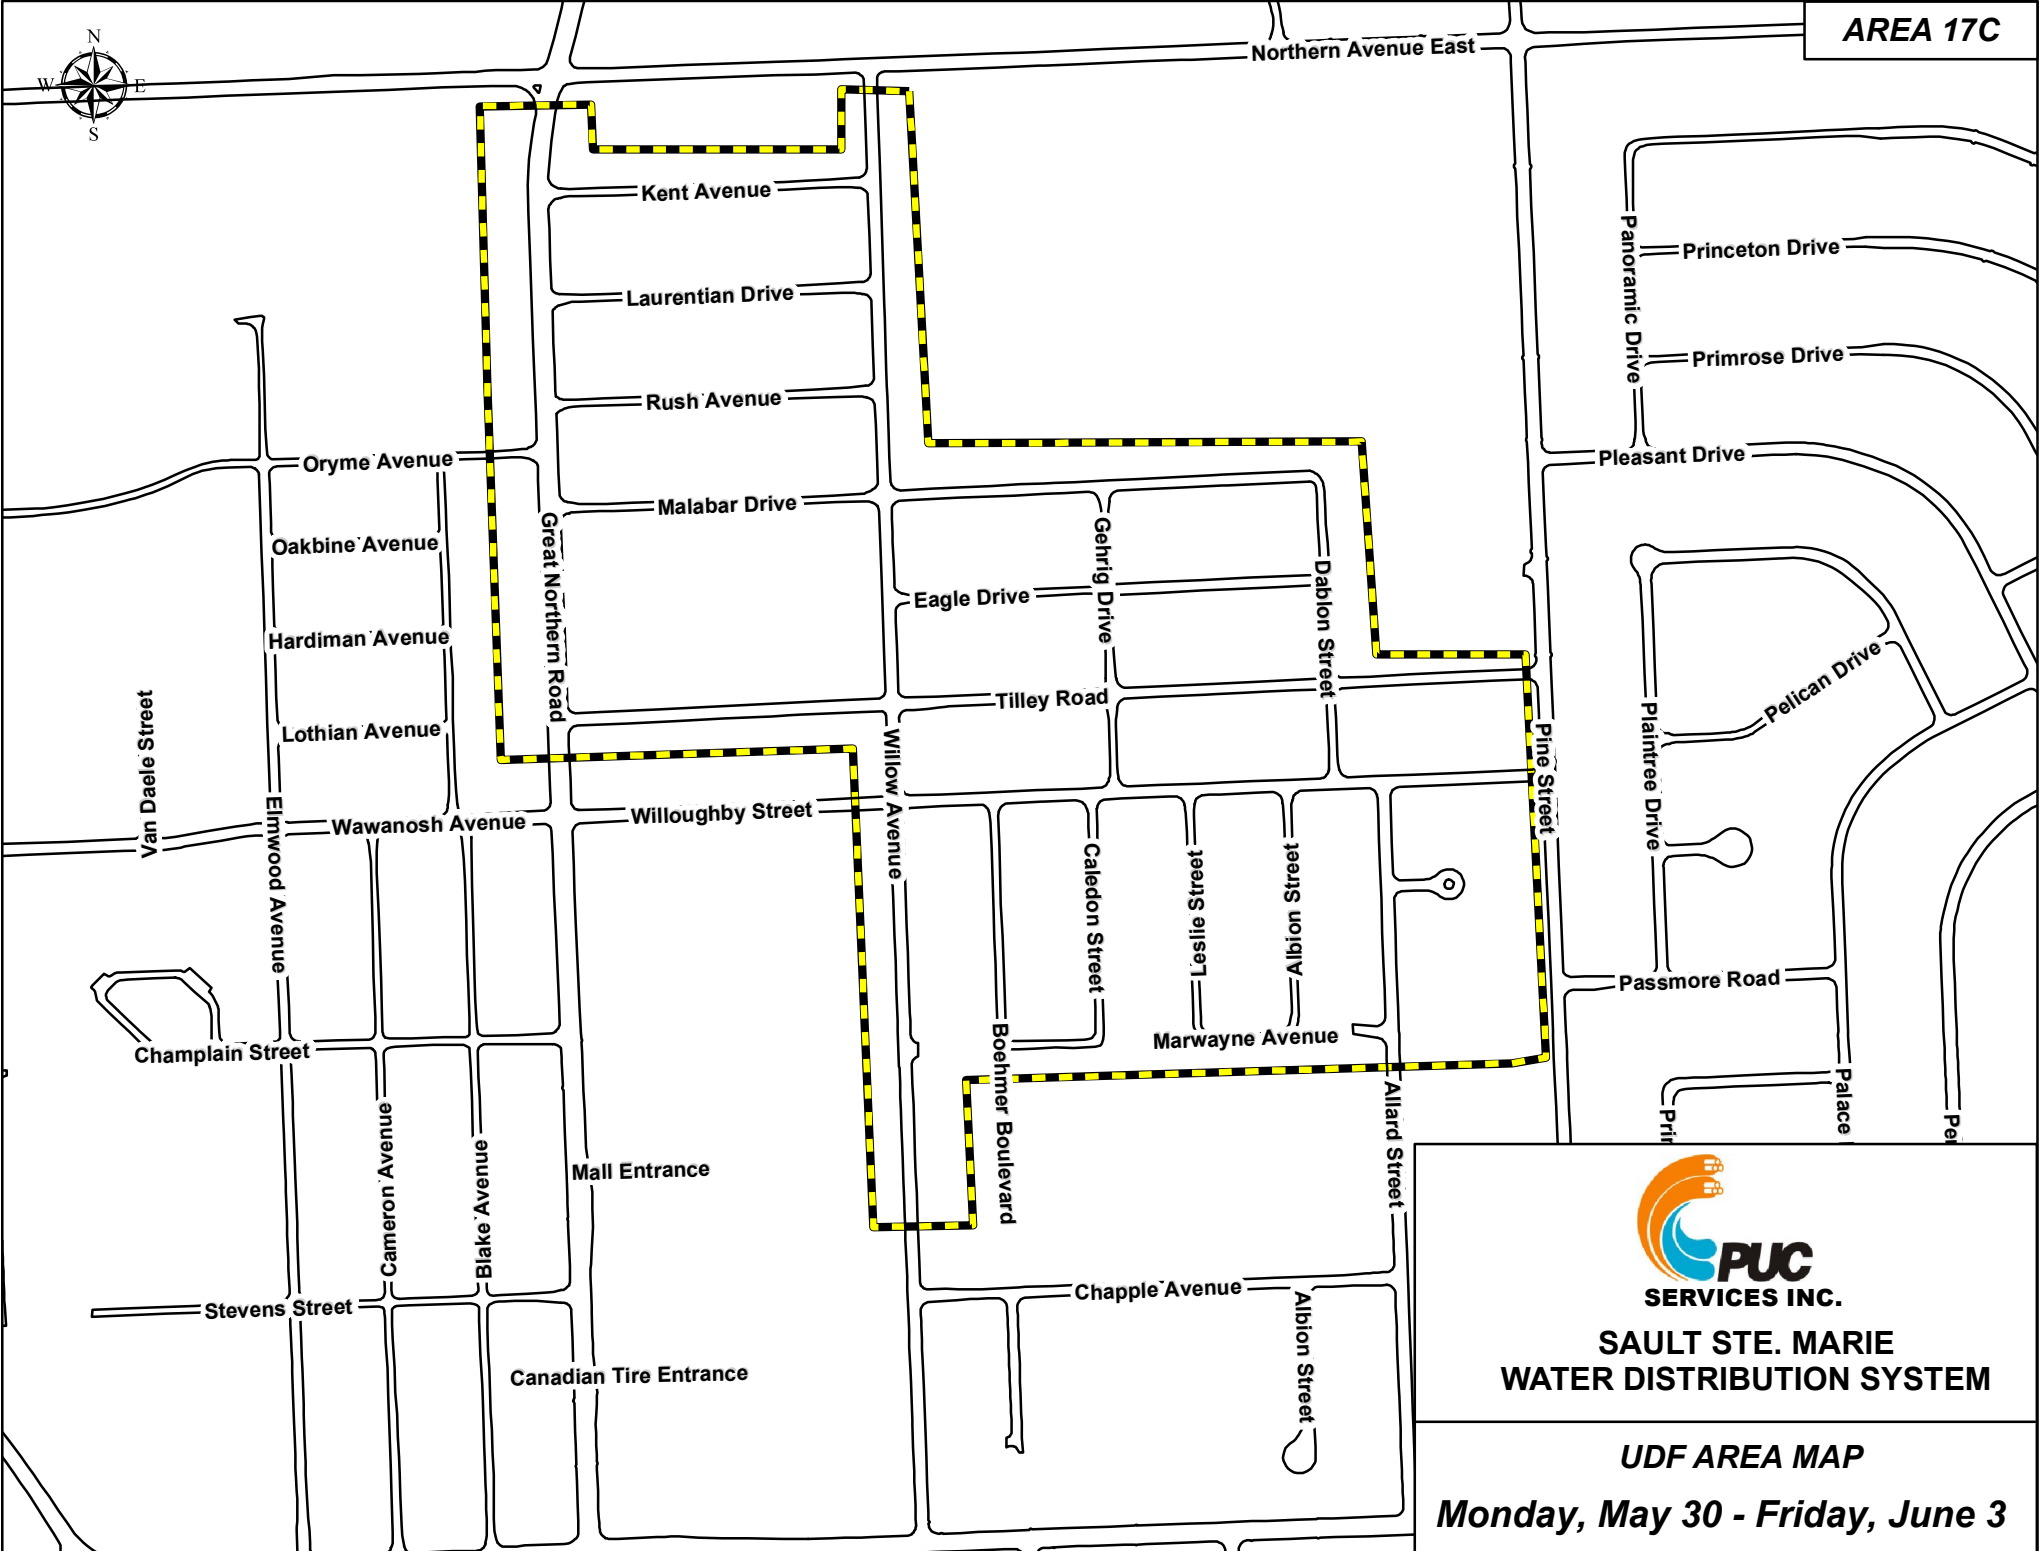 AREA 17C
N
W
E
S
Northern Avenue East
Kent Avenue
Laurentian Drive
Rush Avenue
Malabar Drive
Oryme Avenue
Oakbine Avenue
Hardiman Avenue
Lothian Avenue
Great Northern Road
Van Daele Street
Elmwood Avenue
Wawanosh Avenue
Willoughby Street
Willow Avenue
Eagle Drive
Gehrig Drive
Dablon Street
Tilley Road
Pine Street
Panoramic Drive
Princeton Drive
Primrose Drive
Pleasant Drive
Pelican Drive
Plaintree Drive
Passmore Road
Caledon Street
Leslie Street
Albion Street
Marwayne Avenue
Boehmer Boulevard
Allard Street
Champlain Street
Cameron Avenue
Blake Avenue
Mall Entrance
Stevens Street
Canadian Tire Entrance
Chapple Avenue
Albion Street
Prin
Palace
Per
PUC
SERVICES INC.
SAULT STE. MARIE
WATER DISTRIBUTION SYSTEM
UDF AREA MAP
Monday, May 30 - Friday, June 3